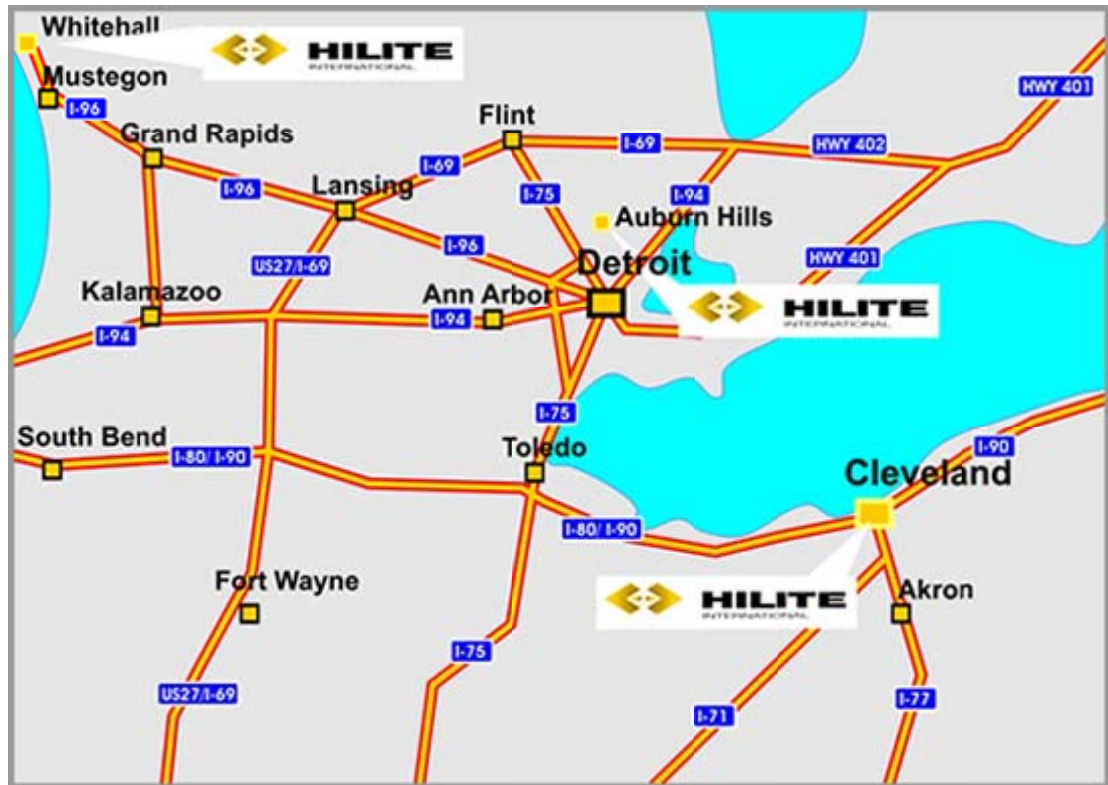 Whitehall
HILITE
INTERNATIONAL
Mustegon
I-96
HWY 401
Grand Rapids
Flint
I-69
HWY 402
I-69
I-96
Lansing
I-75
I-94
Auburn Hills
I-96
US27/I-69
Detroit
HWY 401
Kalamazoo
Ann Arbor
HILITE
INTERNATIONAL
I-94
I-94
I-75
South Bend
I-80/ I-90
Toledo
I-90
Cleveland
I-80/ I-90
Fort Wayne
HILITE
INTERNATIONAL
Akron
I-75
US27/I-69
I-71
I-77